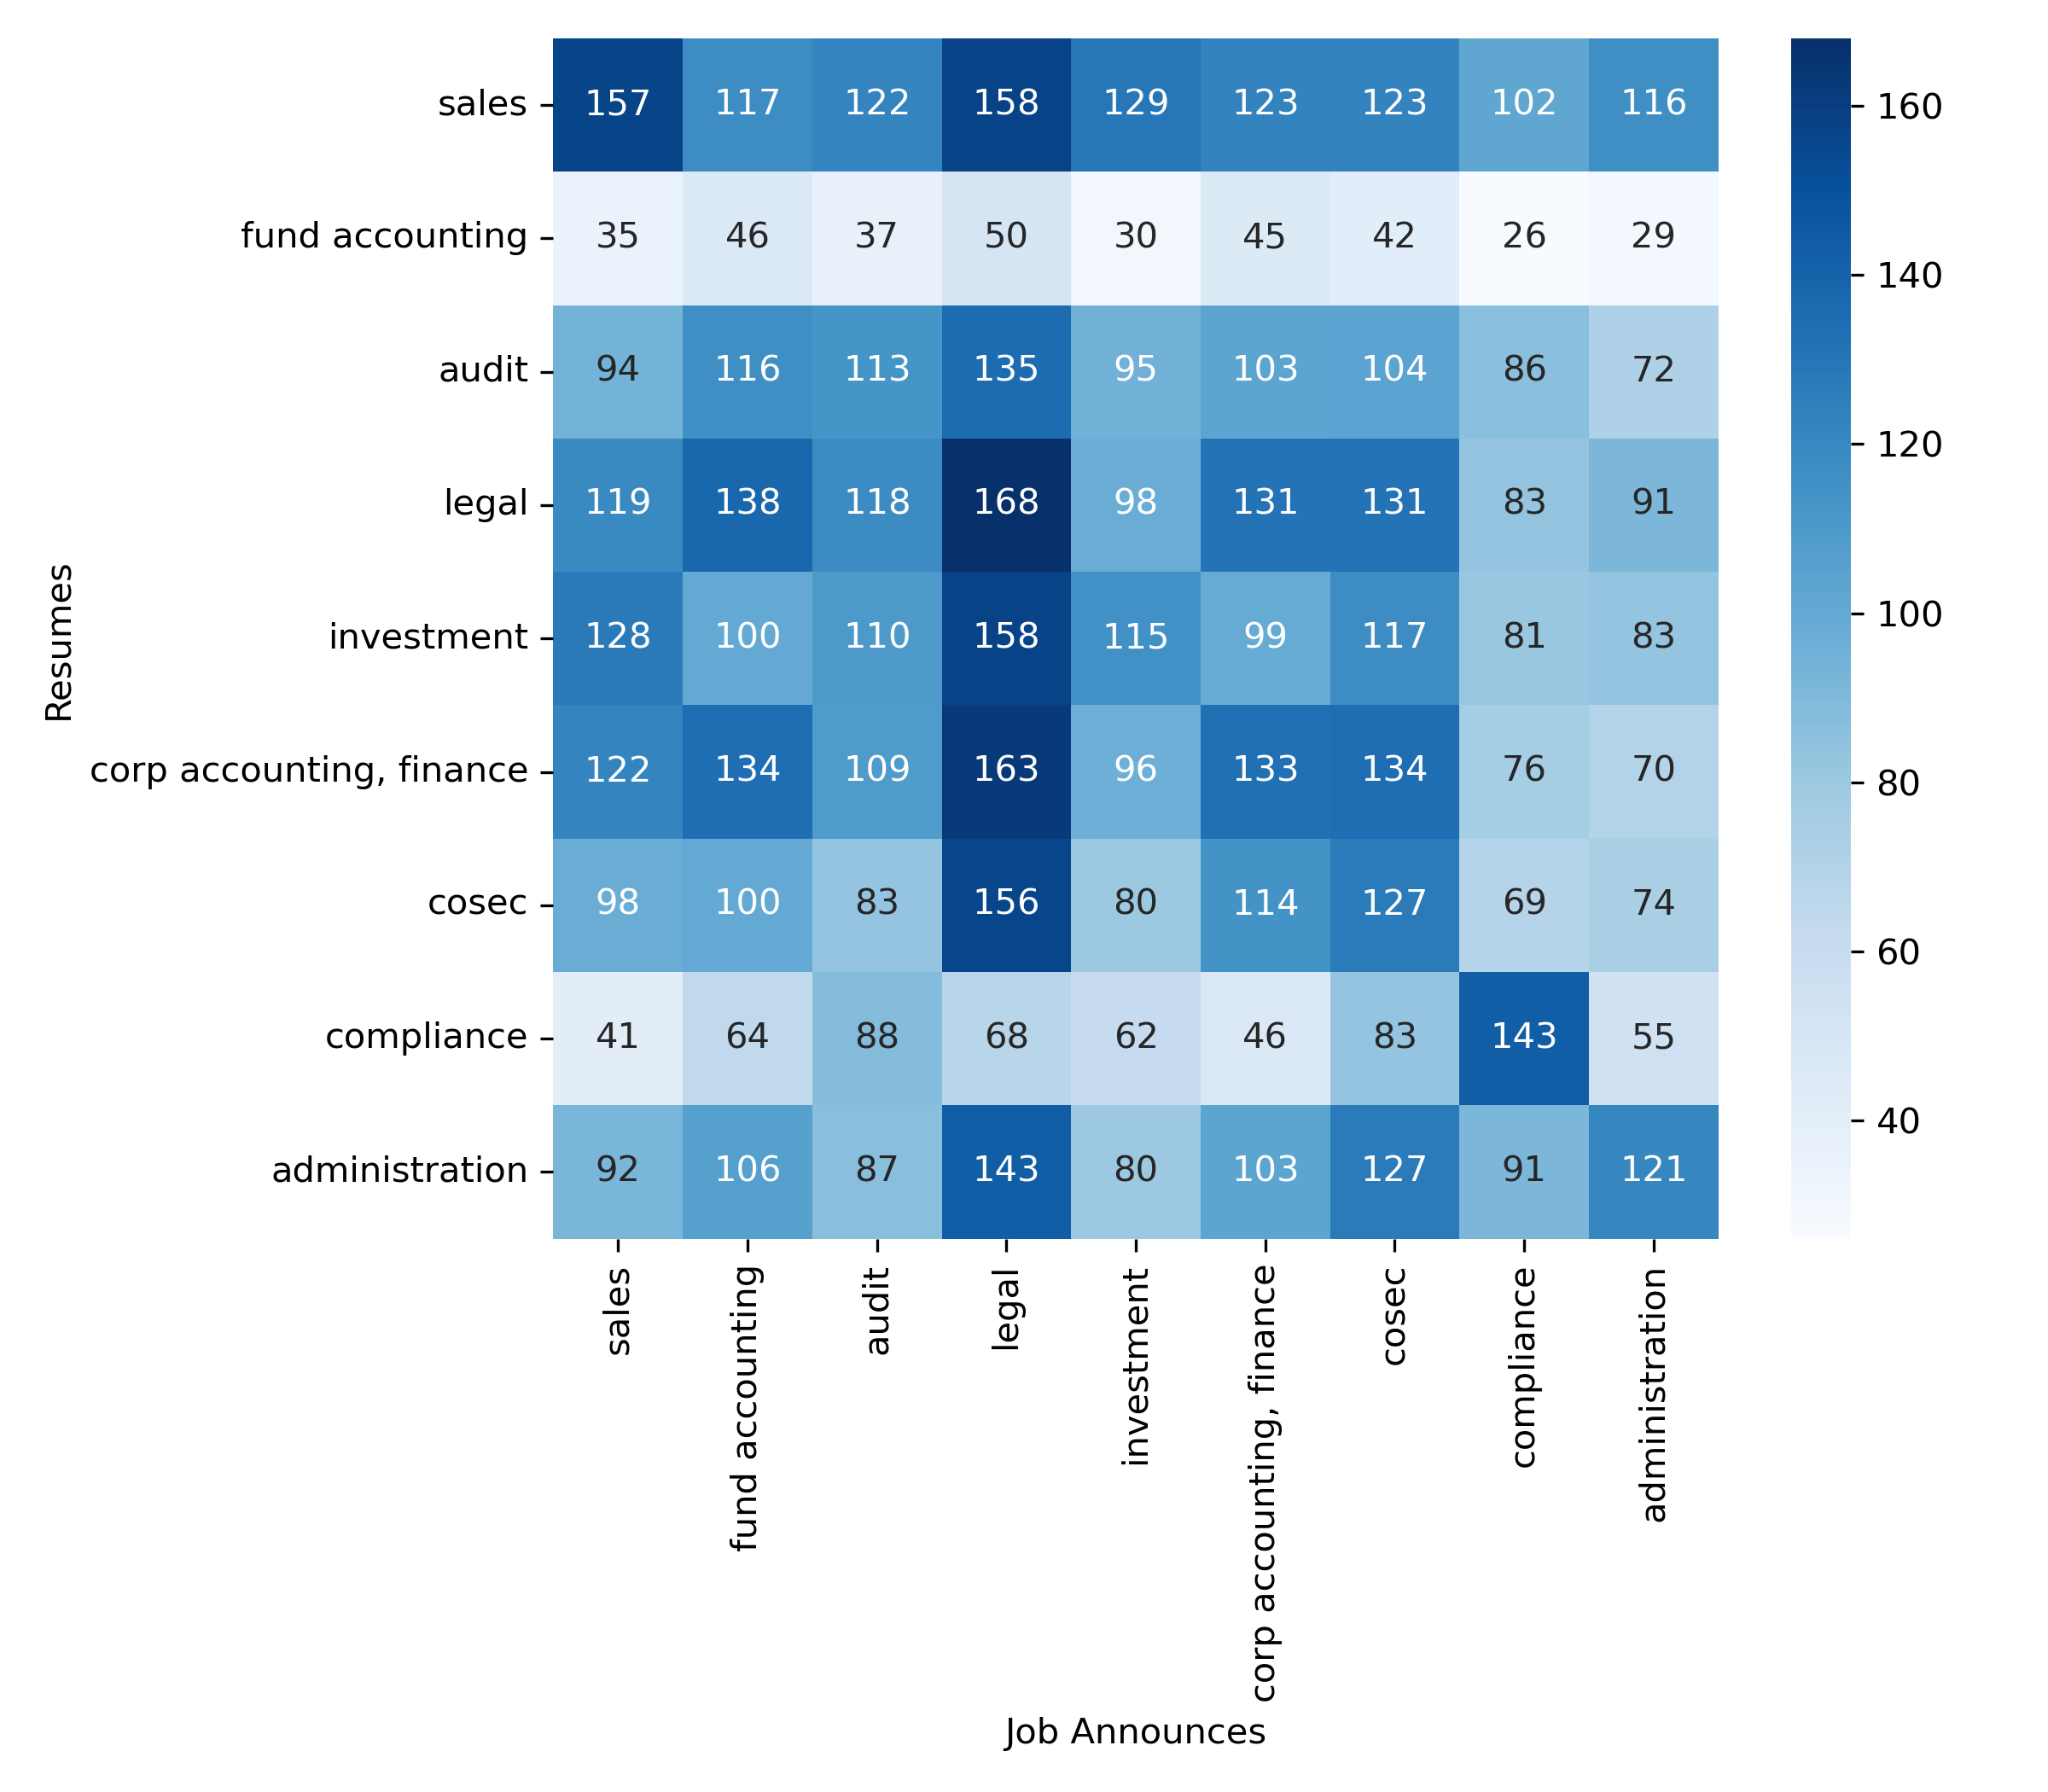 sales 157 117 122 158 129 123 123 102 116
fund accounting 35 46 37 50 30 45 42 26 29
audit 94 116 113 135 95 103 104 86 72
legal 119 138 118 168 98 131 131 83 91
investment 128 100 110 158 115 99 117 81 83
corp accounting, finance 122 134 109 163 96 133 134 76 70
cosec 98 100 83 156 80 114 127 69 74
compliance 41 64 88 68 62 46 83 143 55
administration 92 106 87 143 80 103 127 91 121
Resumes
sales
fund accounting
audit
legal
investment
corp accounting, finance
cosec
compliance
administration
Job Announces
160
140
120
100
80
60
40